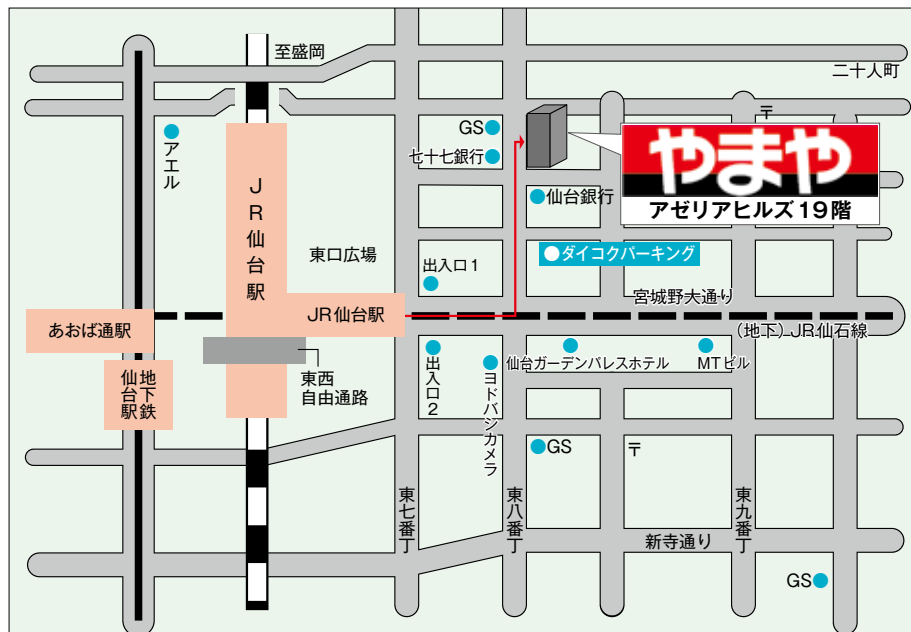 至盛岡
二十人町
〒
GS
七十七銀行
アエル
やまや
アゼリアヒルズ19階
仙台銀行
JR仙台駅
東口広場
出入口1
ダイコクパーキング
宮城野大通り
JR仙台駅
あおば通駅
(地下)JR仙石線
東西
自由通路
地下鉄
仙台駅
出入口2
ヨドバシカメラ
仙台ガーデンパレスホテル
MTビル
GS
〒
東七番丁
東八番丁
東九番丁
新寺通り
GS